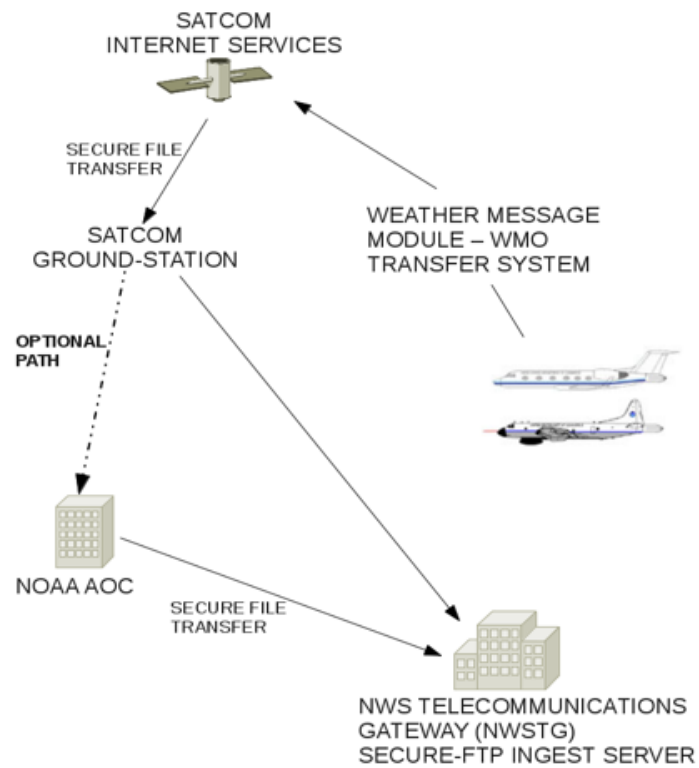 SATCOM
INTERNET SERVICES
SECURE FILE
TRANSFER
WEATHER MESSAGE
MODULE – WMO
TRANSFER SYSTEM
SATCOM
GROUND-STATION
OPTIONAL
PATH
NOAA AOC
SECURE FILE
TRANSFER
NWS TELECOMMUNICATIONS
GATEWAY (NWSTG)
SECURE-FTP INGEST SERVER